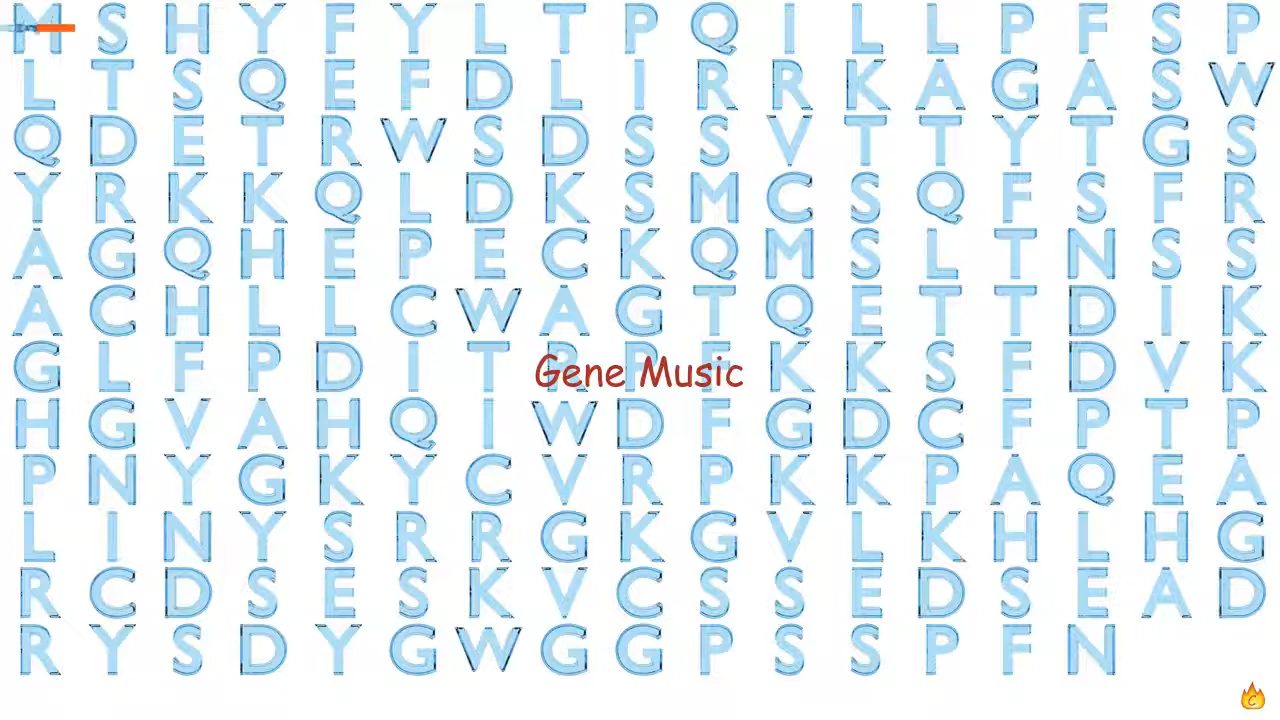 M S H Y F Y L T P Q I L L P F S P
L T S Q E F D L I R R K A G A S W
Q D E T R W S D S S V T T Y T G S
Y R K K Q L D K S M C S Q F S F R
A G Q H E P E C K Q M S L T N S S
A C H L L C W A G T Q E T T D I K
G L F P D I T R P F K K S F D V K
Gene Music
H G V A H Q I W D F G D C F P T P
P N Y G K Y C V R P K K P A Q E A
L I N Y S R R G K G V L K H L H G
R C D S E S K V C S S E D S E A D
R Y S D Y G W G G P S S P F N
C